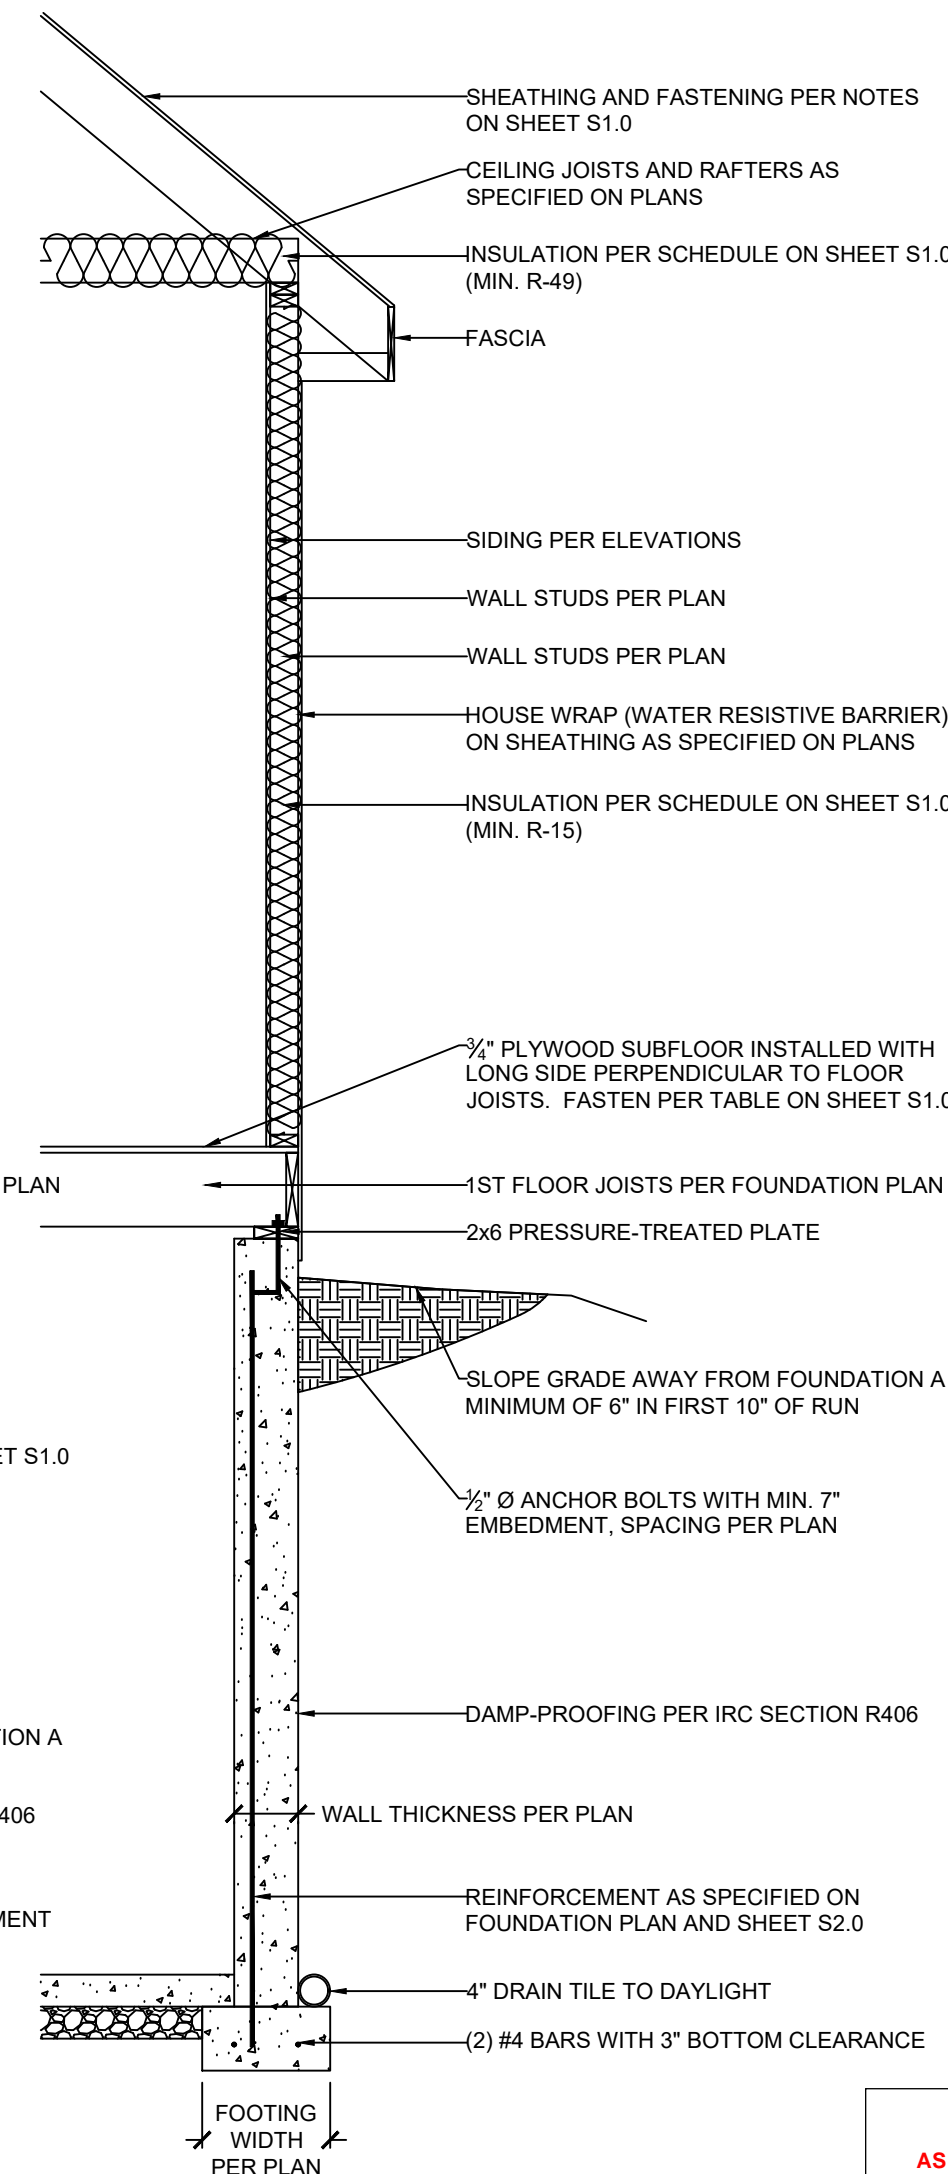 SHEATHING AND FASTENING PER NOTES
ON SHEET S1.0
CEILING JOISTS AND RAFTERS AS
SPECIFIED ON PLANS
INSULATION PER SCHEDULE ON SHEET S1.0
(MIN. R-49)
FASCIA
SIDING PER ELEVATIONS
WALL STUDS PER PLAN
WALL STUDS PER PLAN
HOUSE WRAP (WATER RESISTIVE BARRIER)
ON SHEATHING AS SPECIFIED ON PLANS
INSULATION PER SCHEDULE ON SHEET S1.0
(MIN. R-15)
¾" PLYWOOD SUBFLOOR INSTALLED WITH
LONG SIDE PERPENDICULAR TO FLOOR
JOISTS. FASTEN PER TABLE ON SHEET S1.0
PLAN
1ST FLOOR JOISTS PER FOUNDATION PLAN
2x6 PRESSURE-TREATED PLATE
SLOPE GRADE AWAY FROM FOUNDATION A
MINIMUM OF 6" IN FIRST 10" OF RUN
ET S1.0
½" Ø ANCHOR BOLTS WITH MIN. 7"
EMBEDMENT, SPACING PER PLAN
DAMP-PROOFING PER IRC SECTION R406
TION A
406
WALL THICKNESS PER PLAN
REINFORCEMENT AS SPECIFIED ON
FOUNDATION PLAN AND SHEET S2.0
MENT
4" DRAIN TILE TO DAYLIGHT
(2) #4 BARS WITH 3" BOTTOM CLEARANCE
FOOTING
WIDTH
PER PLAN
AS